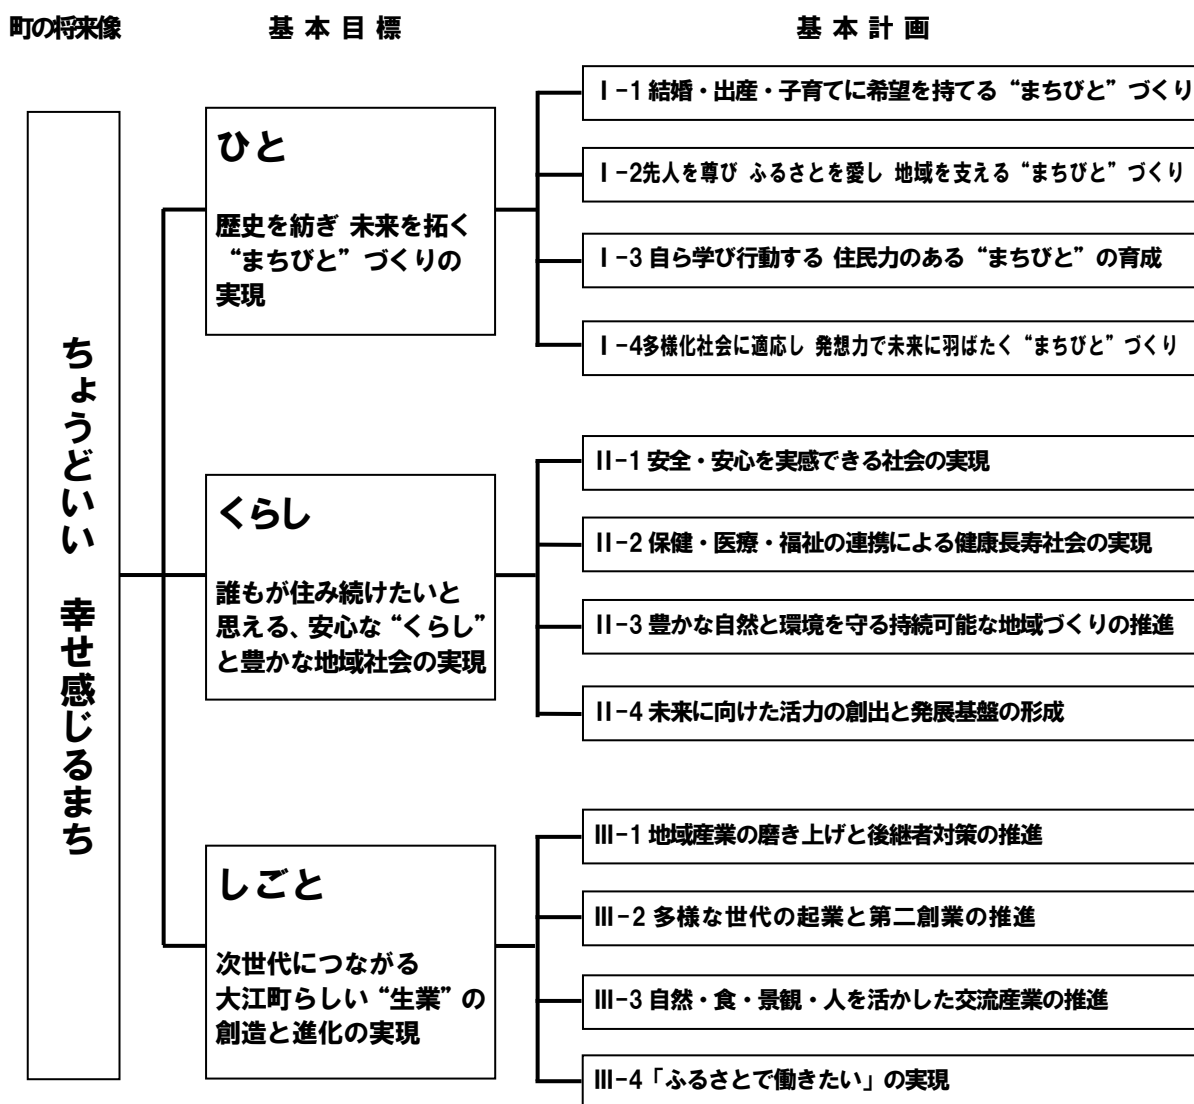 町の将来像
基本目標
基本計画
ちょうどいい 幸せ感じるまち
ひと
歴史を紡ぎ 未来を拓く
“まちびと”づくりの
実現
Ⅰ-1 結婚・出産・子育てに希望を持てる“まちびと”づくり
Ⅰ-2先人を尊び ふるさとを愛し 地域を支える“まちびと”づくり
Ⅰ-3 自ら学び行動する 住民力のある“まちびと”の育成
Ⅰ-4多様化社会に適応し 発想力で未来に羽ばたく“まちびと”づくり
くらし
誰もが住み続けたいと
思える、安心な“くらし”
と豊かな地域社会の実現
Ⅱ-1 安全・安心を実感できる社会の実現
Ⅱ-2 保健・医療・福祉の連携による健康長寿社会の実現
Ⅱ-3 豊かな自然と環境を守る持続可能な地域づくりの推進
Ⅱ-4 未来に向けた活力の創出と発展基盤の形成
しごと
次世代につながる
大江町らしい“生業”の
創造と進化の実現
Ⅲ-1 地域産業の磨き上げと後継者対策の推進
Ⅲ-2 多様な世代の起業と第二創業の推進
Ⅲ-3 自然・食・景観・人を活かした交流産業の推進
Ⅲ-4「ふるさとで働きたい」の実現